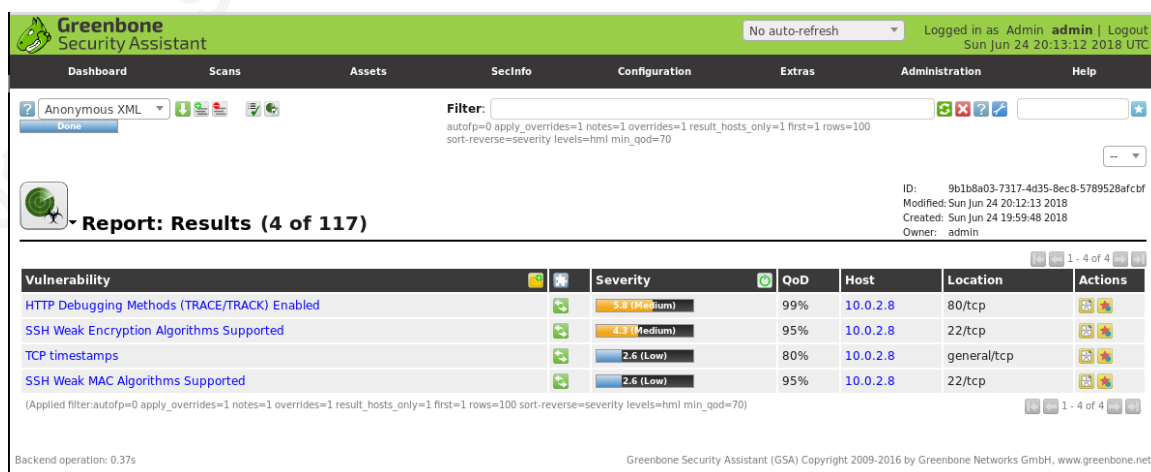 Greenbone
Security Assistant
No auto-refresh
Logged in as Admin admin | Logout
Sun Jun 24 20:13:12 2018 UTC
Dashboard Scans Assets SecInfo Configuration Extras Administration Help
Anonymous XML
Done
Filter:
autofp=0 apply_overrides=1 notes=1 overrides=1 result_hosts_only=1 first=1 rows=100
sort-reverse=severity levels=hml min_qod=70
--
ID: 9b1b8a03-7317-4d35-8ec8-5789528afcbf
Modified: Sun Jun 24 20:12:13 2018
Created: Sun Jun 24 19:59:48 2018
Owner: admin
Report: Results (4 of 117)
1 - 4 of 4
Vulnerability Severity QoD Host Location Actions
HTTP Debugging Methods (TRACE/TRACK) Enabled 5.8 (Medium) 99% 10.0.2.8 80/tcp
SSH Weak Encryption Algorithms Supported 4.3 (Medium) 95% 10.0.2.8 22/tcp
TCP timestamps 2.6 (Low) 80% 10.0.2.8 general/tcp
SSH Weak MAC Algorithms Supported 2.6 (Low) 95% 10.0.2.8 22/tcp
(Applied filter:autofp=0 apply_overrides=1 notes=1 overrides=1 result_hosts_only=1 first=1 rows=100 sort-reverse=severity levels=hml min_qod=70)
1 - 4 of 4
Backend operation: 0.37s
Greenbone Security Assistant (GSA) Copyright 2009-2016 by Greenbone Networks GmbH, www.greenbone.net